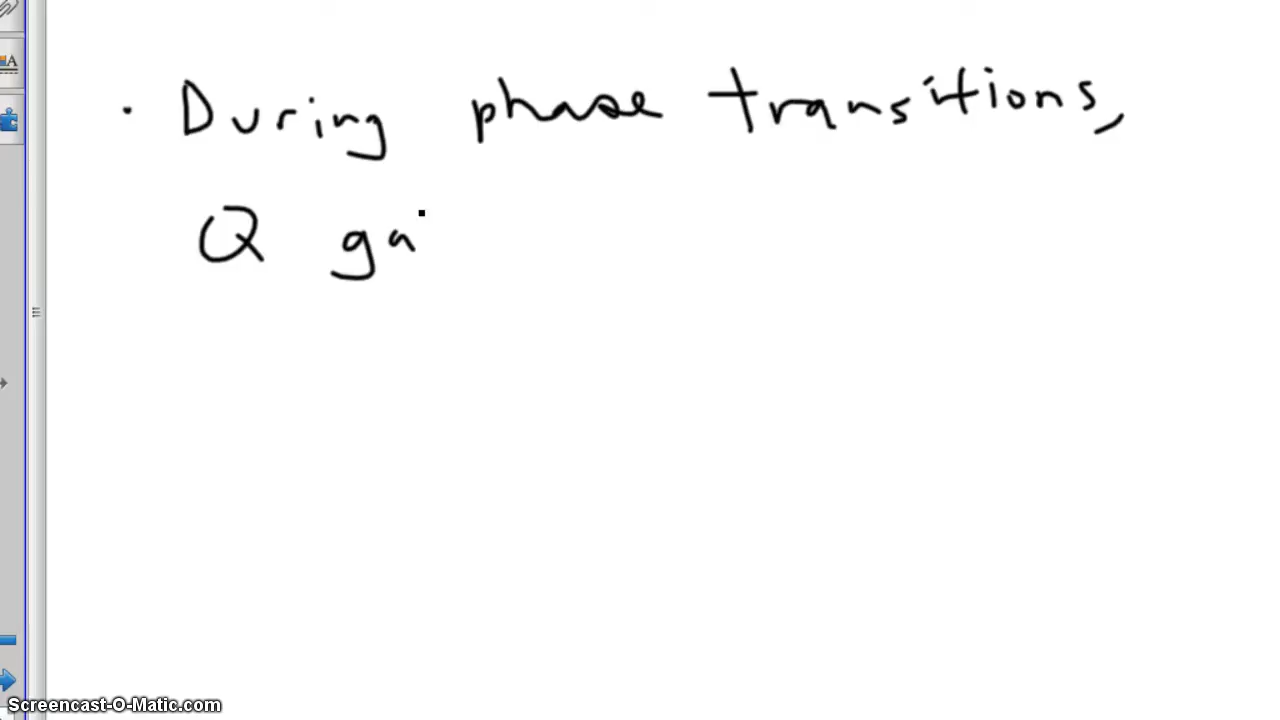 · During phase transitions,
Q ga
Screencast-O-Matic.com